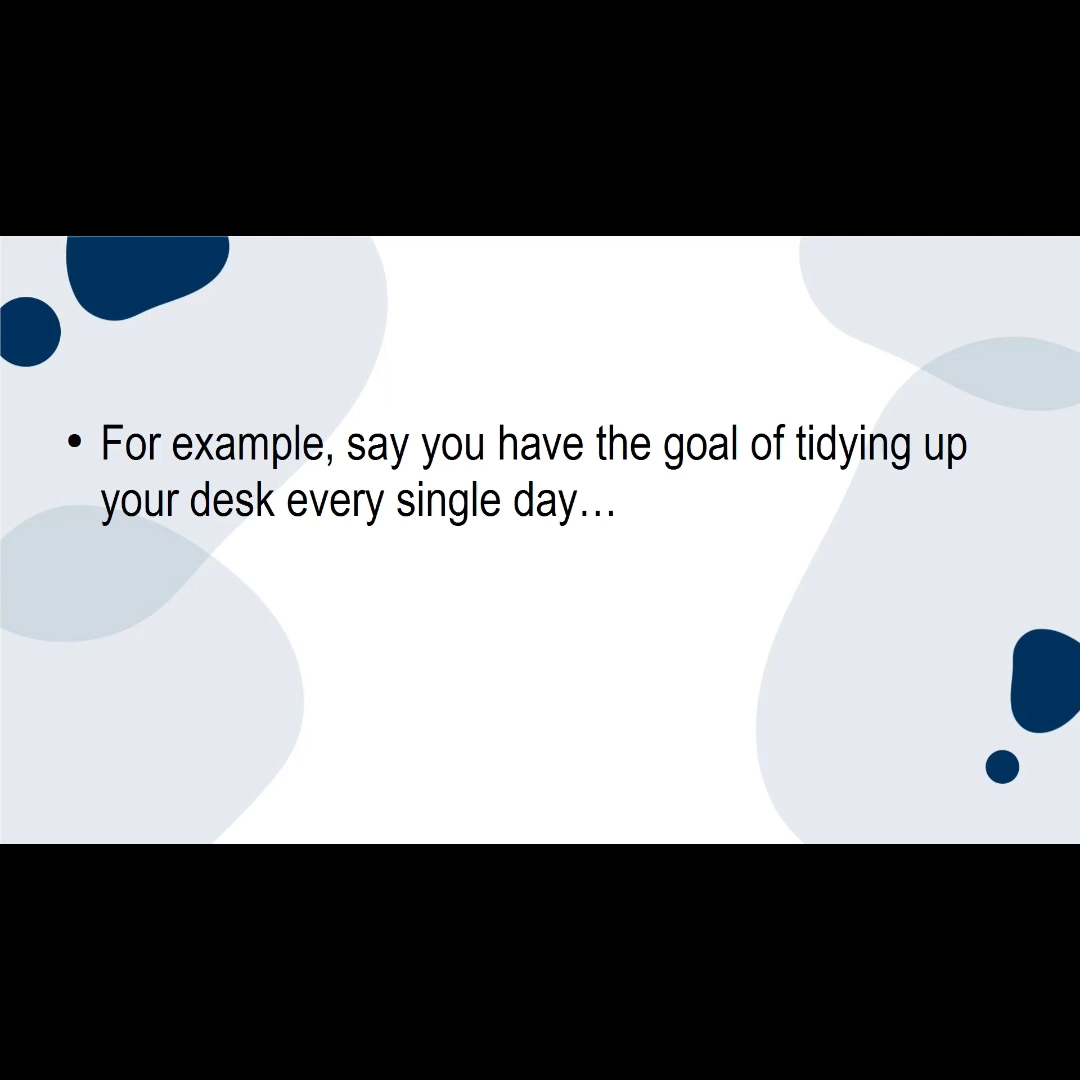 • For example, say you have the goal of tidying up
your desk every single day…